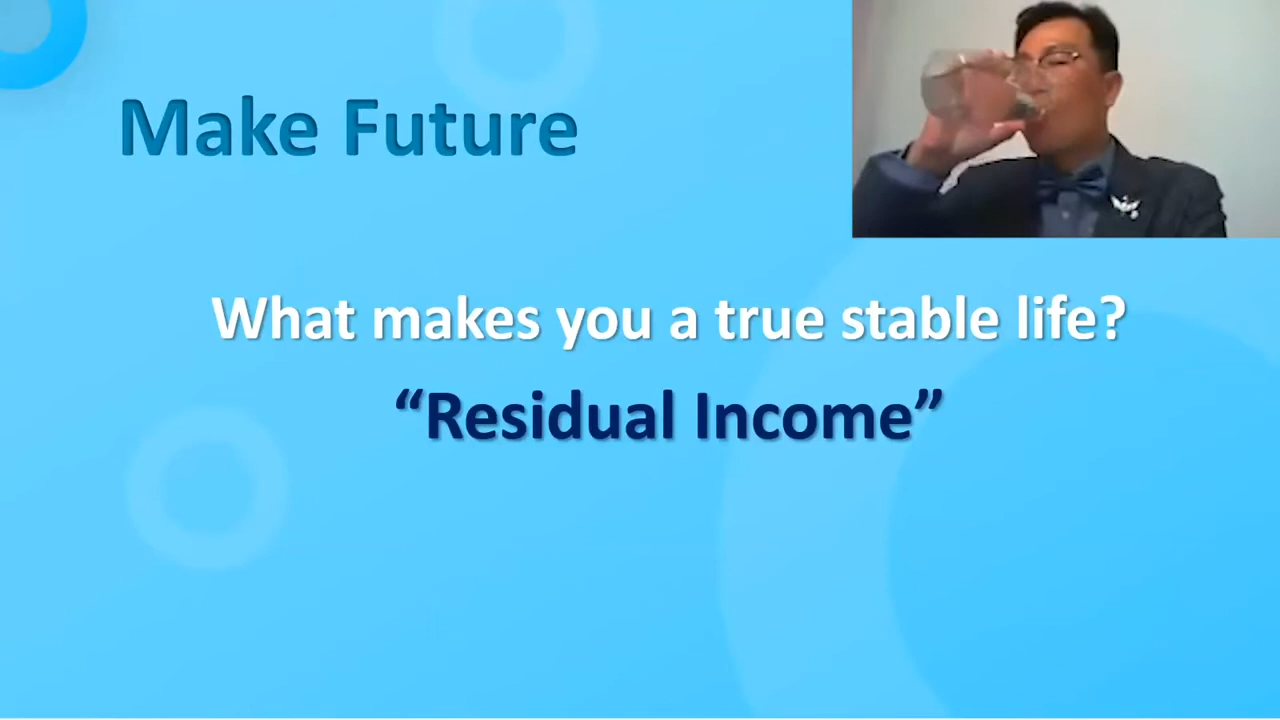 Make Future
What makes you a true stable life?
“Residual Income”